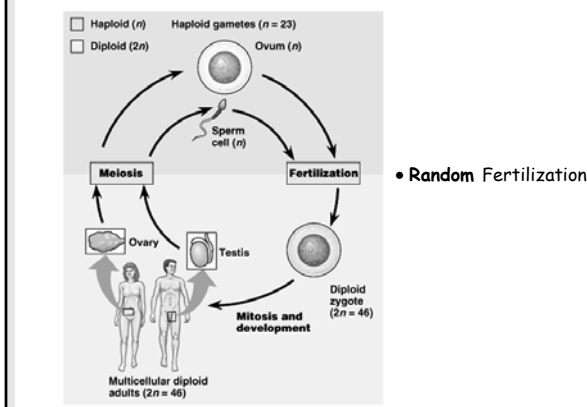 Haploid (n)
Haploid gametes (n = 23)
Diploid (2n)
Ovum (n)
Sperm
cell (n)
Meiosis
Fertilization
• Random Fertilization
Ovary
Testis
Diploid
zygote
(2n = 46)
Mitosis and
development
Multicellular diploid
adults (2n = 46)